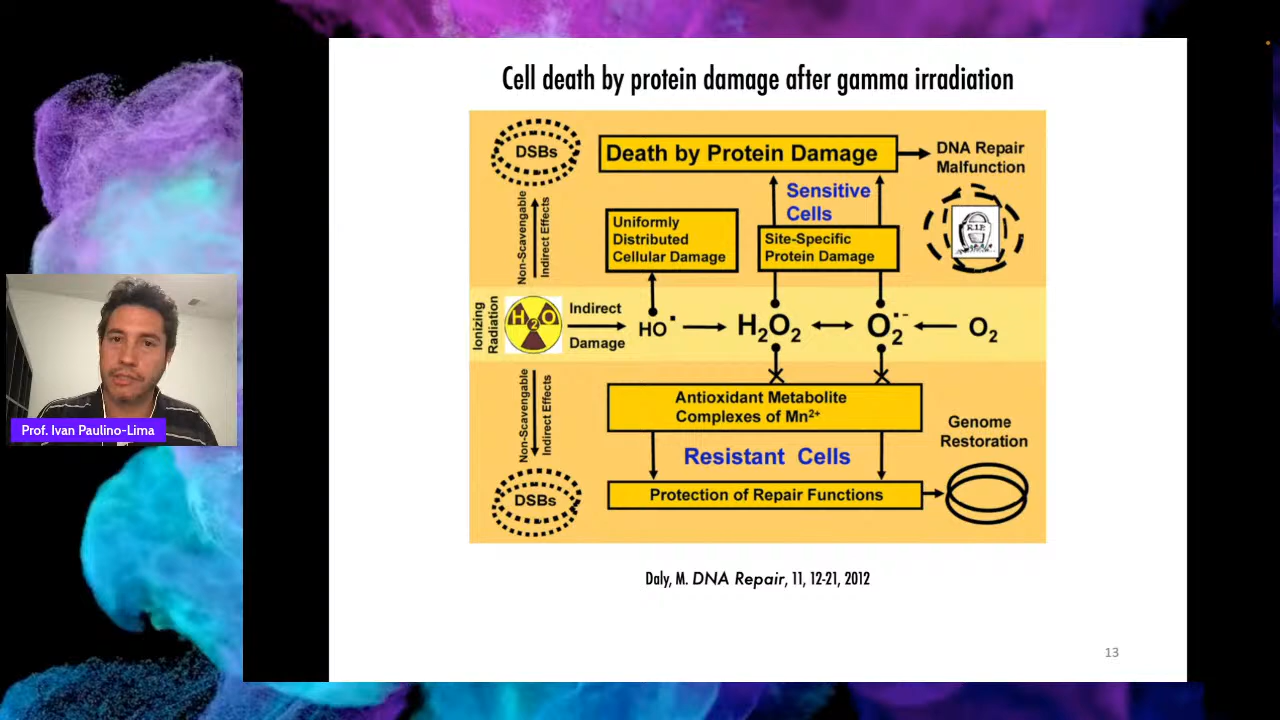 Cell death by protein damage after gamma irradiation
DSBs
Death by Protein Damage
DNA Repair
Malfunction
Sensitive
Cells
Non-Scavengable
Indirect Effects
Uniformly
Distributed
Cellular Damage
Site-Specific
Protein Damage
R.I.P.
Ionizing
Radiation
H2O
Indirect
Damage
HO•
H₂O₂
O₂•⁻
O₂
Non-Scavengable
Indirect Effects
Antioxidant Metabolite
Complexes of Mn²⁺
Genome
Restoration
Resistant Cells
DSBs
Protection of Repair Functions
Prof. Ivan Paulino-Lima
Daly, M. DNA Repair, 11, 12-21, 2012
13